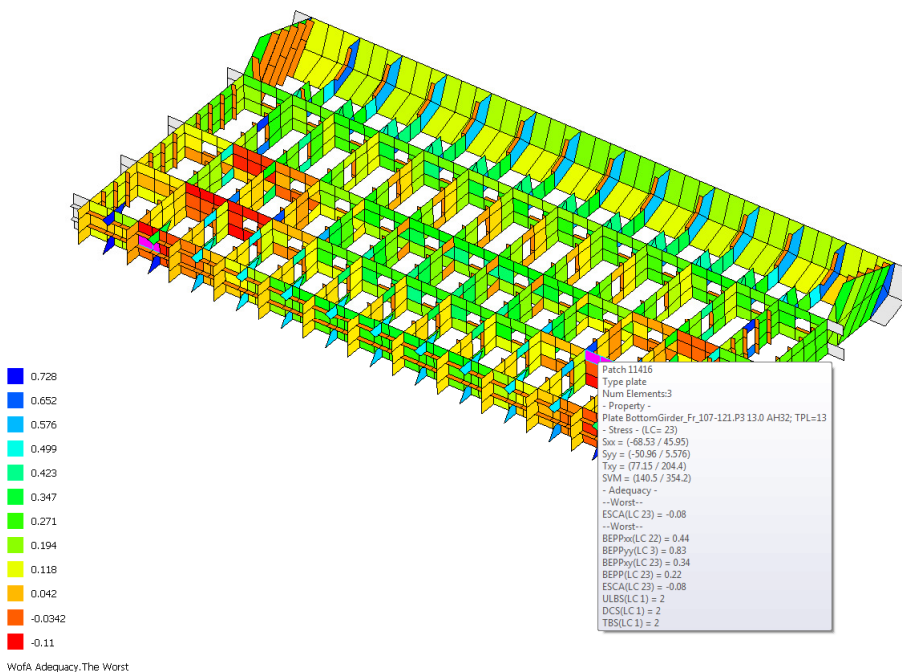 Patch 11416
Type plate
Num Elements:3
- Property -
Plate BottomGirder_Fr_107-121.P3 13.0 AH32; TPL=13
- Stress - (LC= 23)
Sxx = (-68.53 / 45.95)
Syy = (-50.96 / 5.576)
Txy = (77.15 / 204.4)
SVM = (140.5 / 354.2)
- Adequacy -
--Worst--
ESCA(LC 23) = -0.08
--Worst--
BEPPxx(LC 22) = 0.44
BEPPyy(LC 3) = 0.83
BEPPxy(LC 23) = 0.34
BEPP(LC 23) = 0.22
ESCA(LC 23) = -0.08
ULBS(LC 1) = 2
DCS(LC 1) = 2
TBS(LC 1) = 2
0.728
0.652
0.576
0.499
0.423
0.347
0.271
0.194
0.118
0.042
-0.0342
-0.11
WofA Adequacy.The Worst